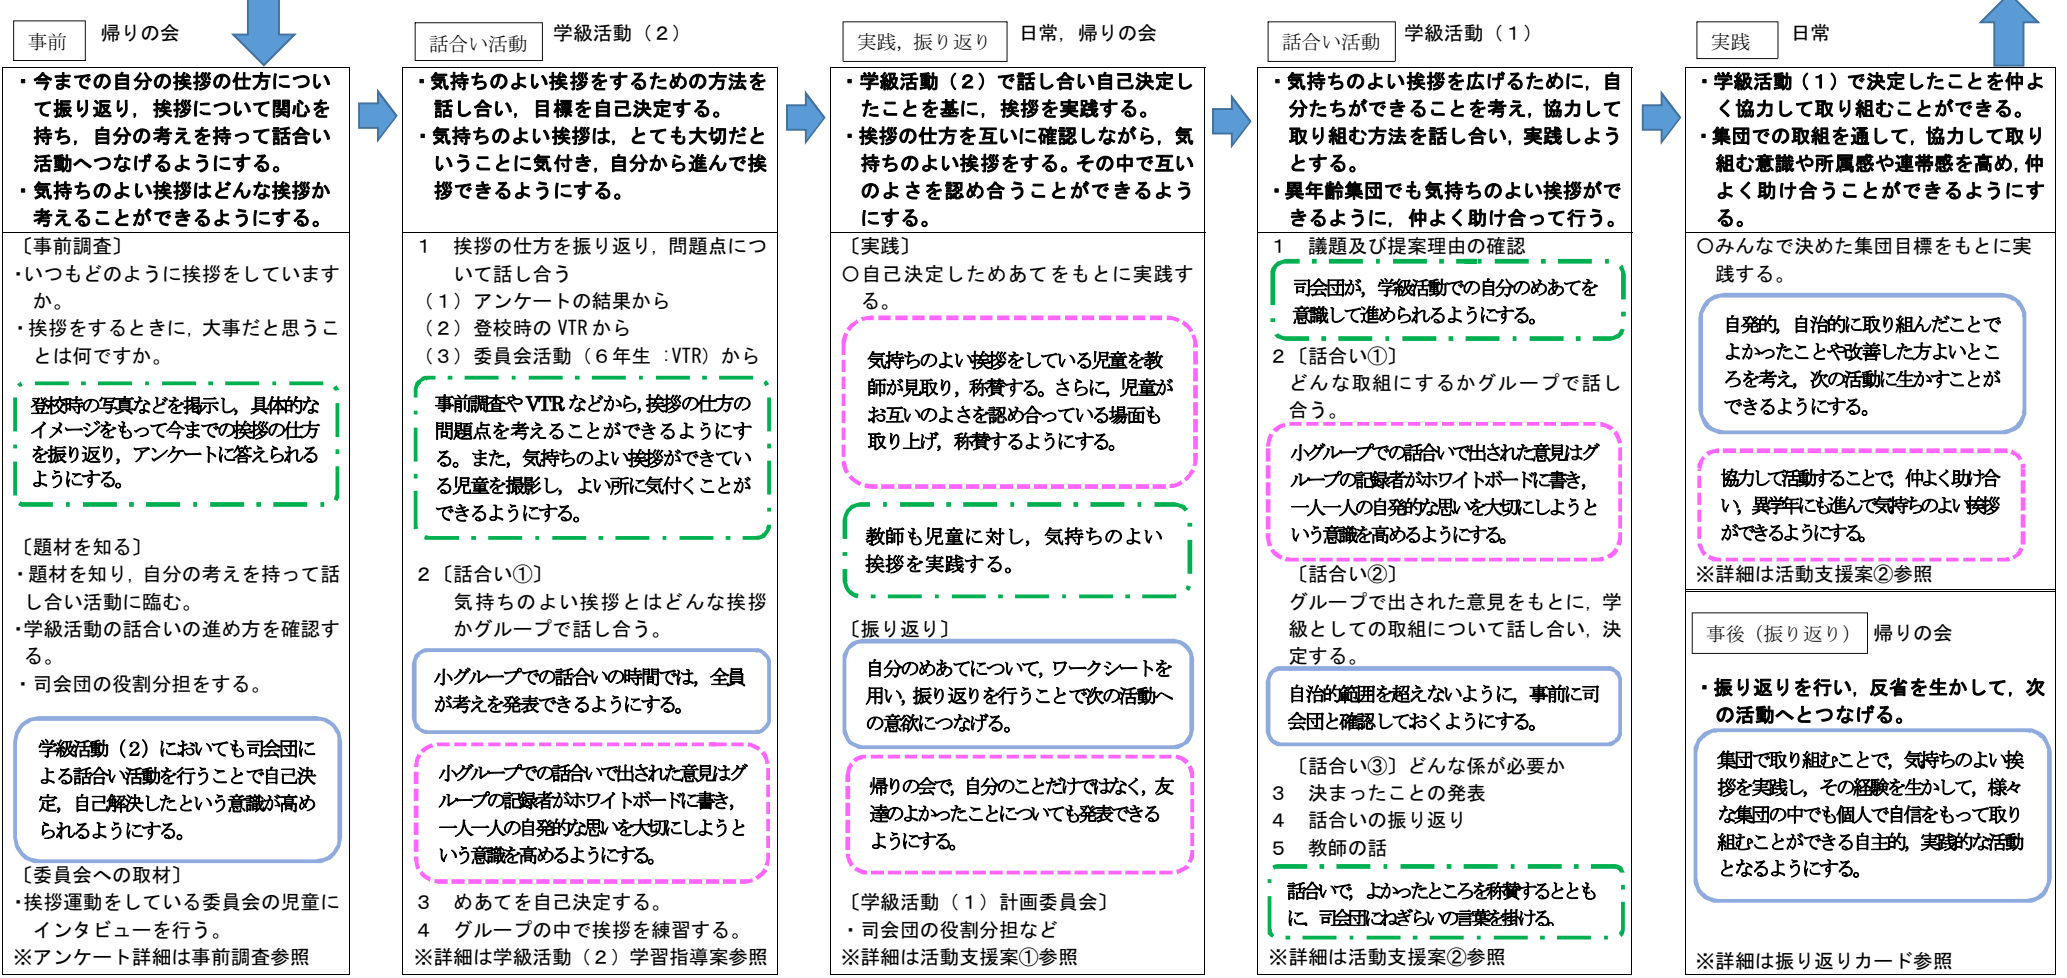 事前
帰りの会
・今までの自分の挨拶の仕方につい
て振り返り，挨拶について関心を
持ち，自分の考えを持って話合い
活動へつなげるようにする。
・気持ちのよい挨拶はどんな挨拶か
考えることができるようにする。
〔事前調査〕
・いつもどのように挨拶をしています
か。
・挨拶をするときに，大事だと思うこ
とは何ですか。
登校時の写真などを掲示し，具体的な
イメージをもって今までの挨拶の仕方
を振り返り，アンケートに答えられる
ようにする。
〔題材を知る〕
・題材を知り，自分の考えを持って話
し合い活動に臨む。
・学級活動の話合いの進め方を確認す
る。
・司会団の役割分担をする。
学級活動（2）においても司会団に
よる話合い活動を行うことで自己決
定，自己解決したという意識が高め
られるようにする。
〔委員会への取材〕
・挨拶運動をしている委員会の児童に
インタビューを行う。
※アンケート詳細は事前調査参照
話合い活動
学級活動（２）
・気持ちのよい挨拶をするための方法を
話し合い，目標を自己決定する。
・気持ちのよい挨拶は，とても大切だと
いうことに気付き，自分から進んで挨
拶できるようにする。
１　挨拶の仕方を振り返り，問題点につ
いて話し合う
（１）アンケートの結果から
（２）登校時の VTR から
（３）委員会活動（６年生：VTR）から
事前調査や VTR などから，挨拶の仕方の
問題点を考えることができるようにす
る。また，気持ちのよい挨拶ができてい
る児童を撮影し，よい所に気付くことが
できるようにする。
２〔話合い①〕
気持ちのよい挨拶とはどんな挨拶
かグループで話し合う。
小グループでの話合いの時間では，全員
が考えを発表できるようにする。
小グループでの話合いで出された意見はグ
ループの記録者がホワイトボードに書き，
一人一人の自発的な思いを大切にしようと
いう意識を高めるようにする。
３　めあてを自己決定する。
４　グループの中で挨拶を練習する。
※詳細は学級活動（２）学習指導案参照
実践，振り返り
日常，帰りの会
・学級活動（２）で話し合い自己決定し
たことを基に，挨拶を実践する。
・挨拶の仕方を互いに確認しながら，気
持ちのよい挨拶をする。その中で互い
のよさを認め合うことができるよう
にする。
〔実践〕
○自己決定しためあてをもとに実践す
る。
気持ちのよい挨拶をしている児童を教
師が見取り，称賛する。さらに，児童が
お互いのよさを認め合っている場面も
取り上げ，称賛するようにする。
教師も児童に対し，気持ちのよい
挨拶を実践する。
〔振り返り〕
自分のめあてについて，ワークシートを
用い，振り返りを行うことで次の活動へ
の意欲につなげる。
帰りの会で，自分のことだけではなく，友
達のよかったことについても発表できる
ようにする。
〔学級活動（１）計画委員会〕
・司会団の役割分担など
※詳細は活動支援案①参照
話合い活動
学級活動（１）
・気持ちのよい挨拶を広げるために，自
分たちができることを考え，協力して
取り組む方法を話し合い，実践しよう
とする。
・異年齢集団でも気持ちのよい挨拶がで
きるように，仲よく助け合って行う。
１　議題及び提案理由の確認
司会団が，学級活動での自分のめあてを
意識して進められるようにする。
２〔話合い①〕
どんな取組にするかグループで話し
合う。
小グループでの話合いで出された意見はグ
ループの記録者がホワイトボードに書き，
一人一人の自発的な思いを大切にしようと
いう意識を高めるようにする。
〔話合い②〕
グループで出された意見をもとに，学
級としての取組について話し合い，決
定する。
自治的範囲を超えないように，事前に司
会団と確認しておくようにする。
〔話合い③〕どんな係が必要か
３　決まったことの発表
４　話合いの振り返り
５　教師の話
話合いで，よかったところを称賛するととも
に，司会団にねぎらいの言葉を掛ける。
※詳細は活動支援案②参照
実践
日常
・学級活動（１）で決定したことを仲よ
く協力して取り組むことができる。
・集団での取組を通して，協力して取り
組む意識や所属感や連帯感を高め，仲
よく助け合うことができるようにす
る。
○みんなで決めた集団目標をもとに実
践する。
自発的，自治的に取り組んだことで
よかったことや改善した方よいとこ
ろを考え，次の活動に生かすことが
できるようにする。
協力して活動することで，仲よく助け合
い，異学年にも進んで気持ちのよい挨拶
ができるようにする。
※詳細は活動支援案②参照
事後（振り返り）
帰りの会
・振り返りを行い，反省を生かして，次
の活動へとつなげる。
集団で取り組むことで，気持ちのよい挨
拶を実践し，その経験を生かして，様々
な集団の中でも個人で自信をもって取り
組むことができる自主的，実践的な活動
となるようにする。
※詳細は振り返りカード参照